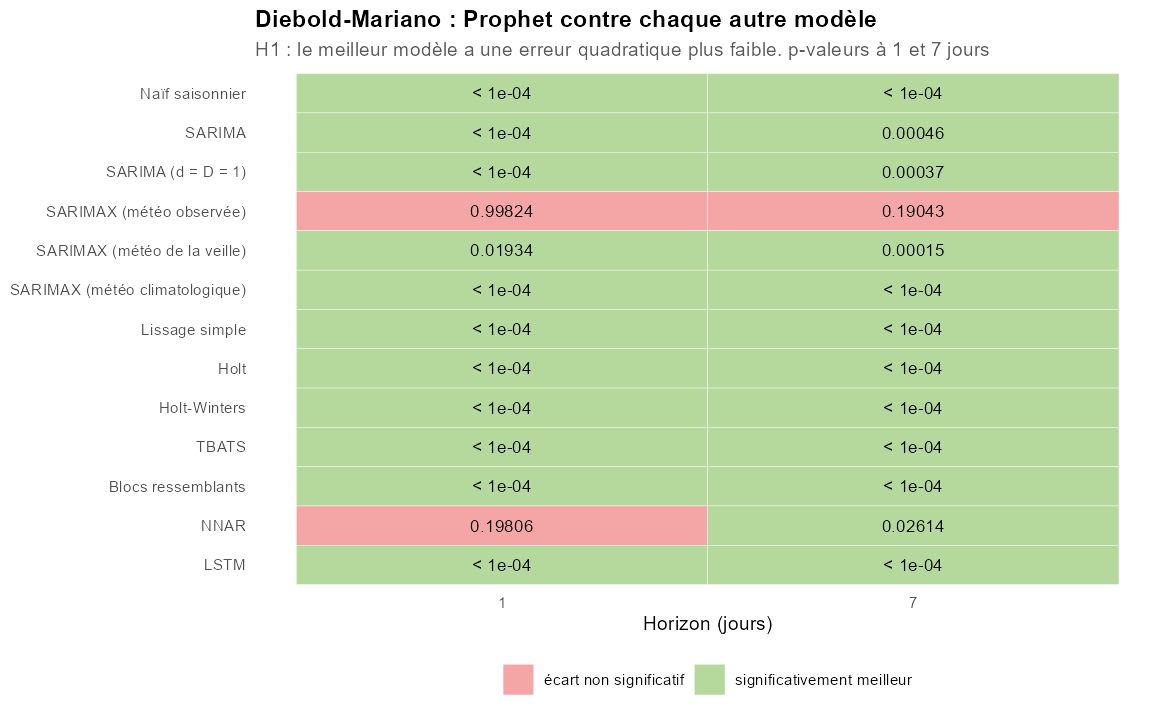 Diebold-Mariano : Prophet contre chaque autre modèle
H1 : le meilleur modèle a une erreur quadratique plus faible. p-valeurs à 1 et 7 jours
Naïf saisonnier < 1e-04 < 1e-04
SARIMA < 1e-04 0.00046
SARIMA (d = D = 1) < 1e-04 0.00037
SARIMAX (météo observée) 0.99824 0.19043
SARIMAX (météo de la veille) 0.01934 0.00015
SARIMAX (météo climatologique) < 1e-04 < 1e-04
Lissage simple < 1e-04 < 1e-04
Holt < 1e-04 < 1e-04
Holt-Winters < 1e-04 < 1e-04
TBATS < 1e-04 < 1e-04
Blocs ressemblants < 1e-04 < 1e-04
NNAR 0.19806 0.02614
LSTM < 1e-04 < 1e-04
1 7
Horizon (jours)
écart non significatif significativement meilleur